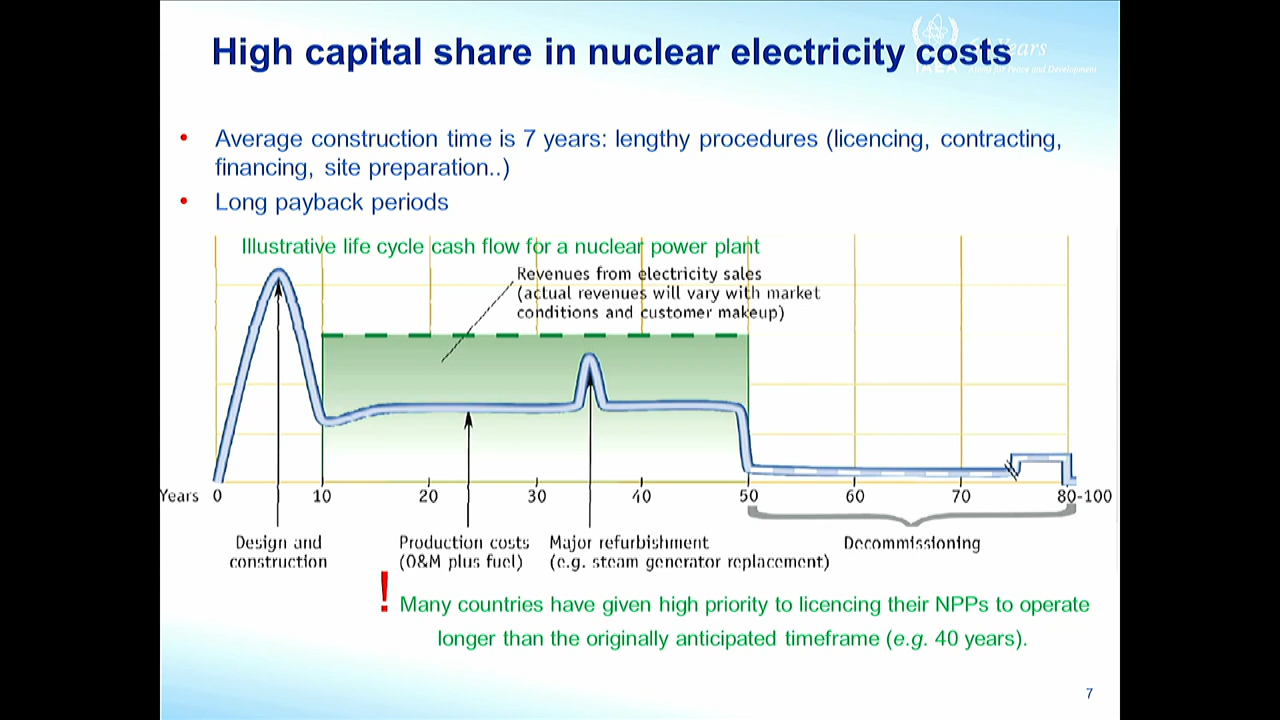 High capital share in nuclear electricity costs
• Average construction time is 7 years: lengthy procedures (licencing, contracting,
financing, site preparation..)
• Long payback periods
Illustrative life cycle cash flow for a nuclear power plant
Revenues from electricity sales
(actual revenues will vary with market
conditions and customer makeup)
Years 0 10 20 30 40 50 60 70 80-100
Design and
construction
Production costs
(O&M plus fuel)
Major refurbishment
(e.g. steam generator replacement)
Decommissioning
! Many countries have given high priority to licencing their NPPs to operate
longer than the originally anticipated timeframe (e.g. 40 years).
7